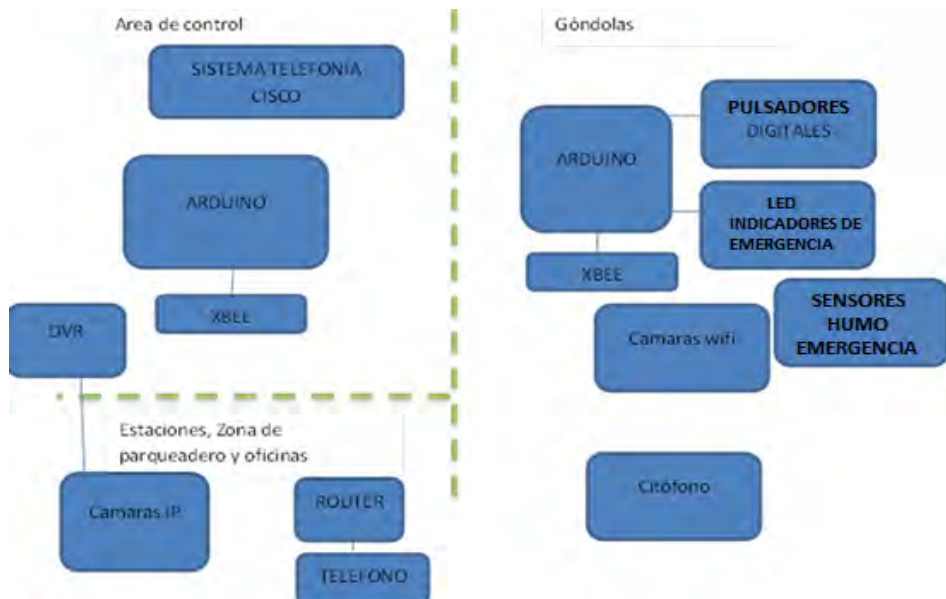 Area de control
SISTEMA TELEFONIA
CISCO
ARDUINO
XBEE
DVR
Estaciones, Zona de
parqueadero y oficinas
Camaras IP
ROUTER
TELEFONO
Góndolas
ARDUINO
PULSADORES
DIGITALES
LED
INDICADORES DE
EMERGENCIA
XBEE
SENSORES
HUMO
EMERGENCIA
Camaras wifi
Citófono